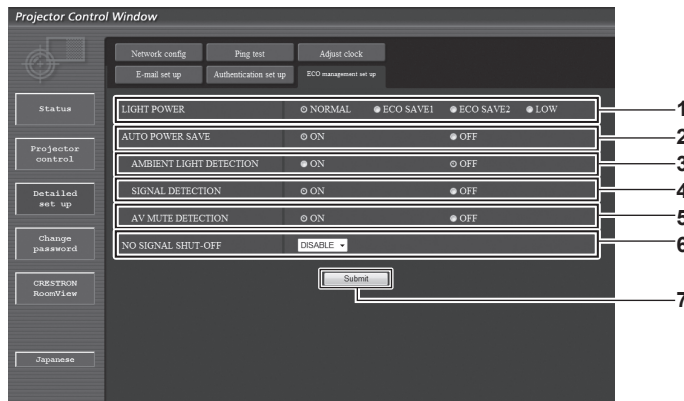 Projector Control Window
Network config Ping test Adjust clock
E-mail set up Authentication set up ECO management set up
Status
Projector control
Detailed set up
Change password
CRESTRON RoomView
Japanese
LIGHT POWER NORMAL ECO SAVE1 ECO SAVE2 LOW 1
AUTO POWER SAVE ON OFF 2
AMBIENT LIGHT DETECTION ON OFF 3
SIGNAL DETECTION ON OFF 4
AV MUTE DETECTION ON OFF 5
NO SIGNAL SHUT-OFF DISABLE 6
Submit 7